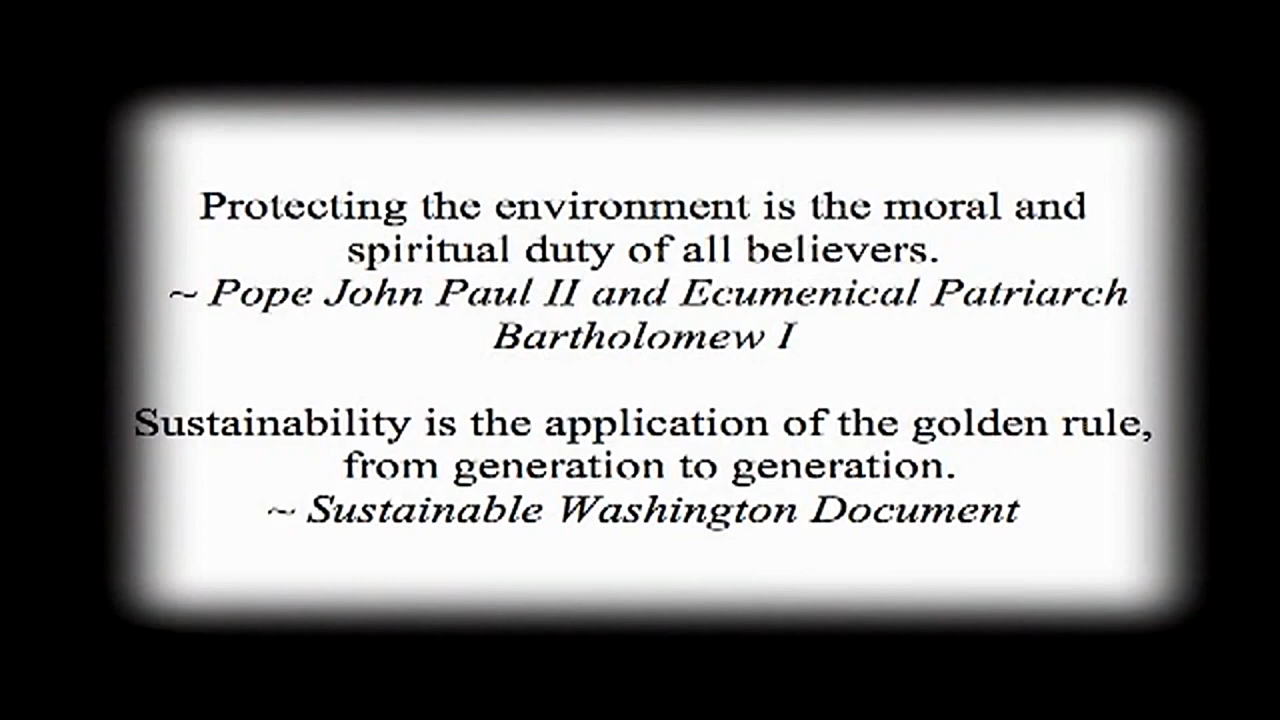 Protecting the environment is the moral and
spiritual duty of all believers.
~ Pope John Paul II and Ecumenical Patriarch
Bartholomew I
Sustainability is the application of the golden rule,
from generation to generation.
~ Sustainable Washington Document